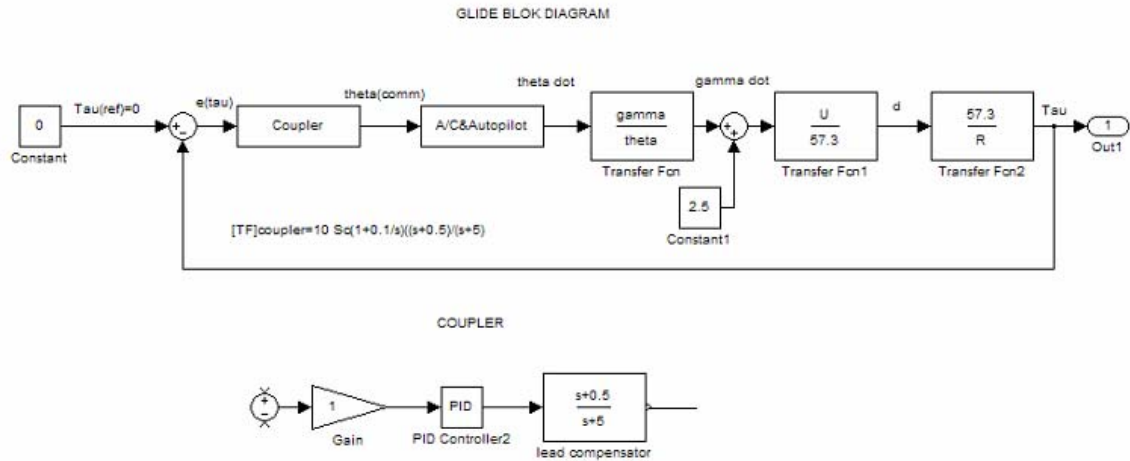 GLIDE BLOK DIAGRAM
0
Constant
Tau(ref)=0
+
-
e(tau)
Coupler
theta(comm)
A/C&Autopilot
theta dot
gamma
theta
Transfer Fcn
gamma dot
+
+
2.5
Constant1
U
57.3
Transfer Fcn1
d
57.3
R
Transfer Fcn2
Tau
1
Out1
[TF]coupler=10 Sc(1+0.1/s)((s+0.5)/(s+5)
COUPLER
+
-
1
Gain
PID
PID Controller2
s+0.5
s+5
lead compensator